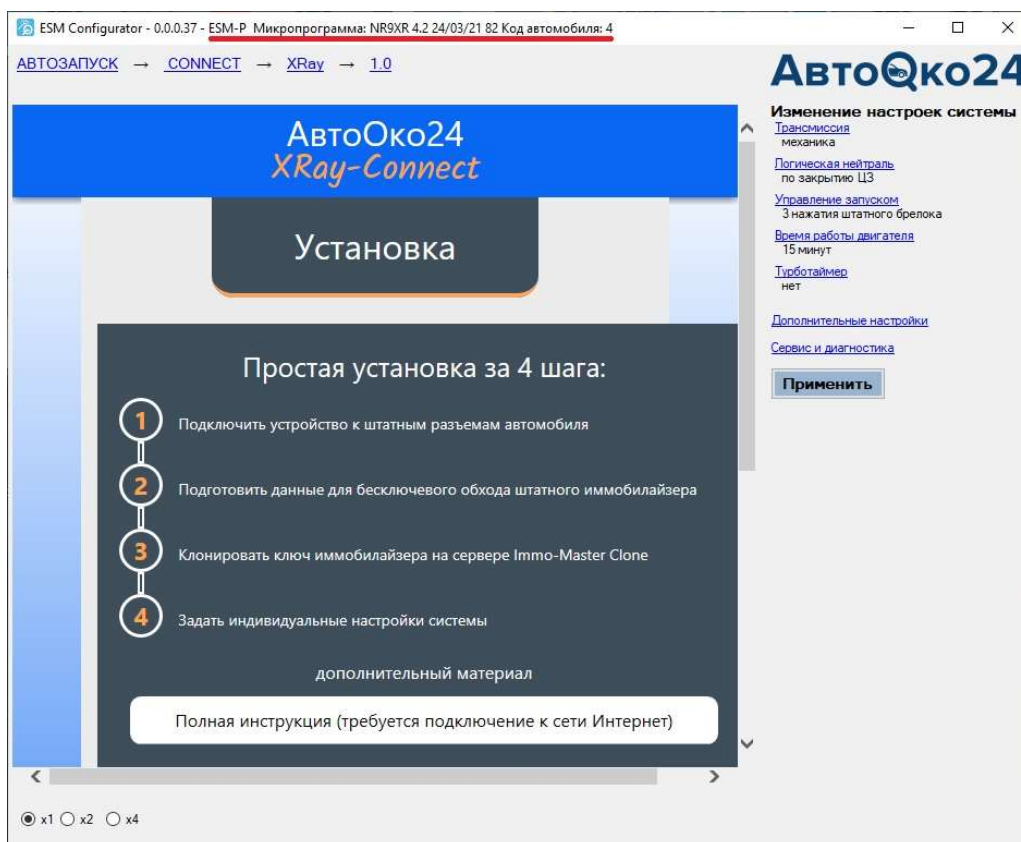 ESM Configurator - 0.0.0.37 - ESM-P Микропрограмма: NR9XR 4.2 24/03/21 82 Код автомобиля: 4
АВТОЗАПУСК → CONNECT → XRay → 1.0
АвтоОко24
Изменение настроек системы
Трансмиссия
механика
Логическая нейтраль
по закрытию ЦЗ
Управление запуском
3 нажатия штатного брелока
Время работы двигателя
15 минут
Турботаймер
нет
Дополнительные настройки
Сервис и диагностика
Применить
АвтоОко24
XRay-Connect
Установка
Простая установка за 4 шага:
1 Подключить устройство к штатным разъемам автомобиля
2 Подготовить данные для бесключевого обхода штатного иммобилайзера
3 Клонировать ключ иммобилайзера на сервере Immo-Master Clone
4 Задать индивидуальные настройки системы
дополнительный материал
Полная инструкция (требуется подключение к сети Интернет)
x1 x2 x4